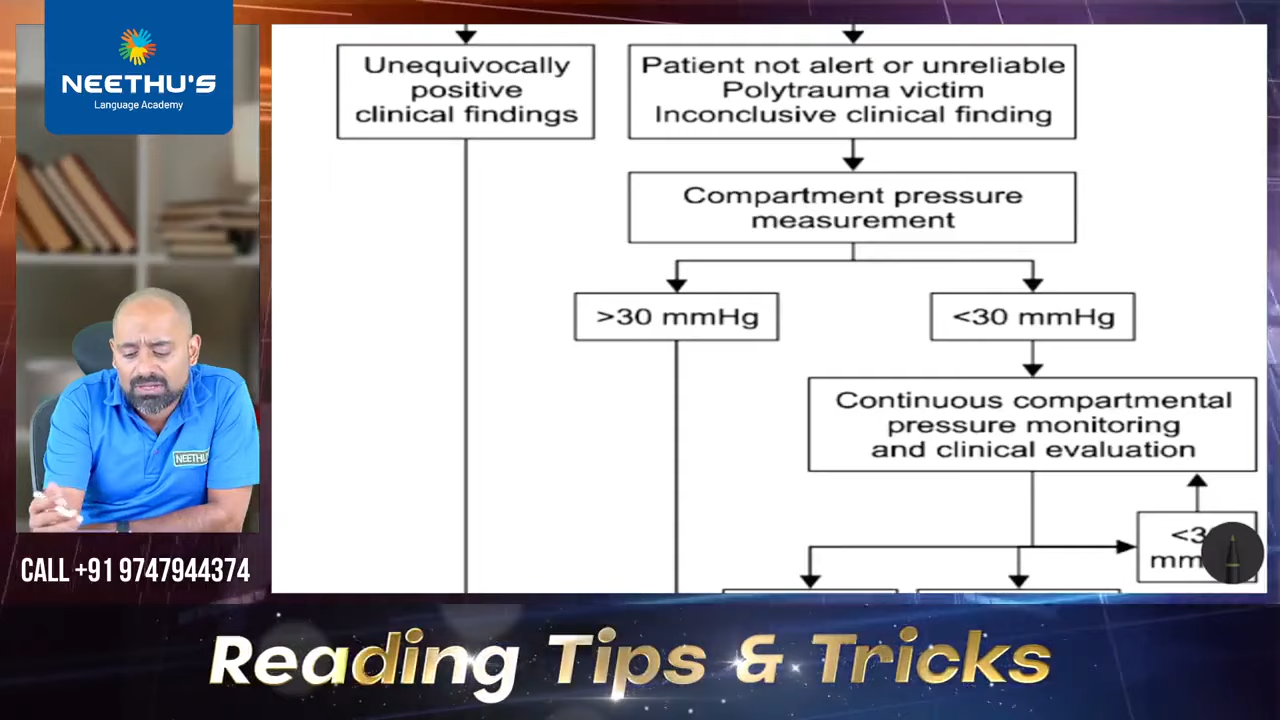 NEETHU'S
Language Academy
Unequivocally
positive
clinical findings
Patient not alert or unreliable
Polytrauma victim
Inconclusive clinical finding
Compartment pressure
measurement
>30 mmHg
<30 mmHg
Continuous compartmental
pressure monitoring
and clinical evaluation
NEETHU
CALL +91 9747944374
Reading Tips & Tricks